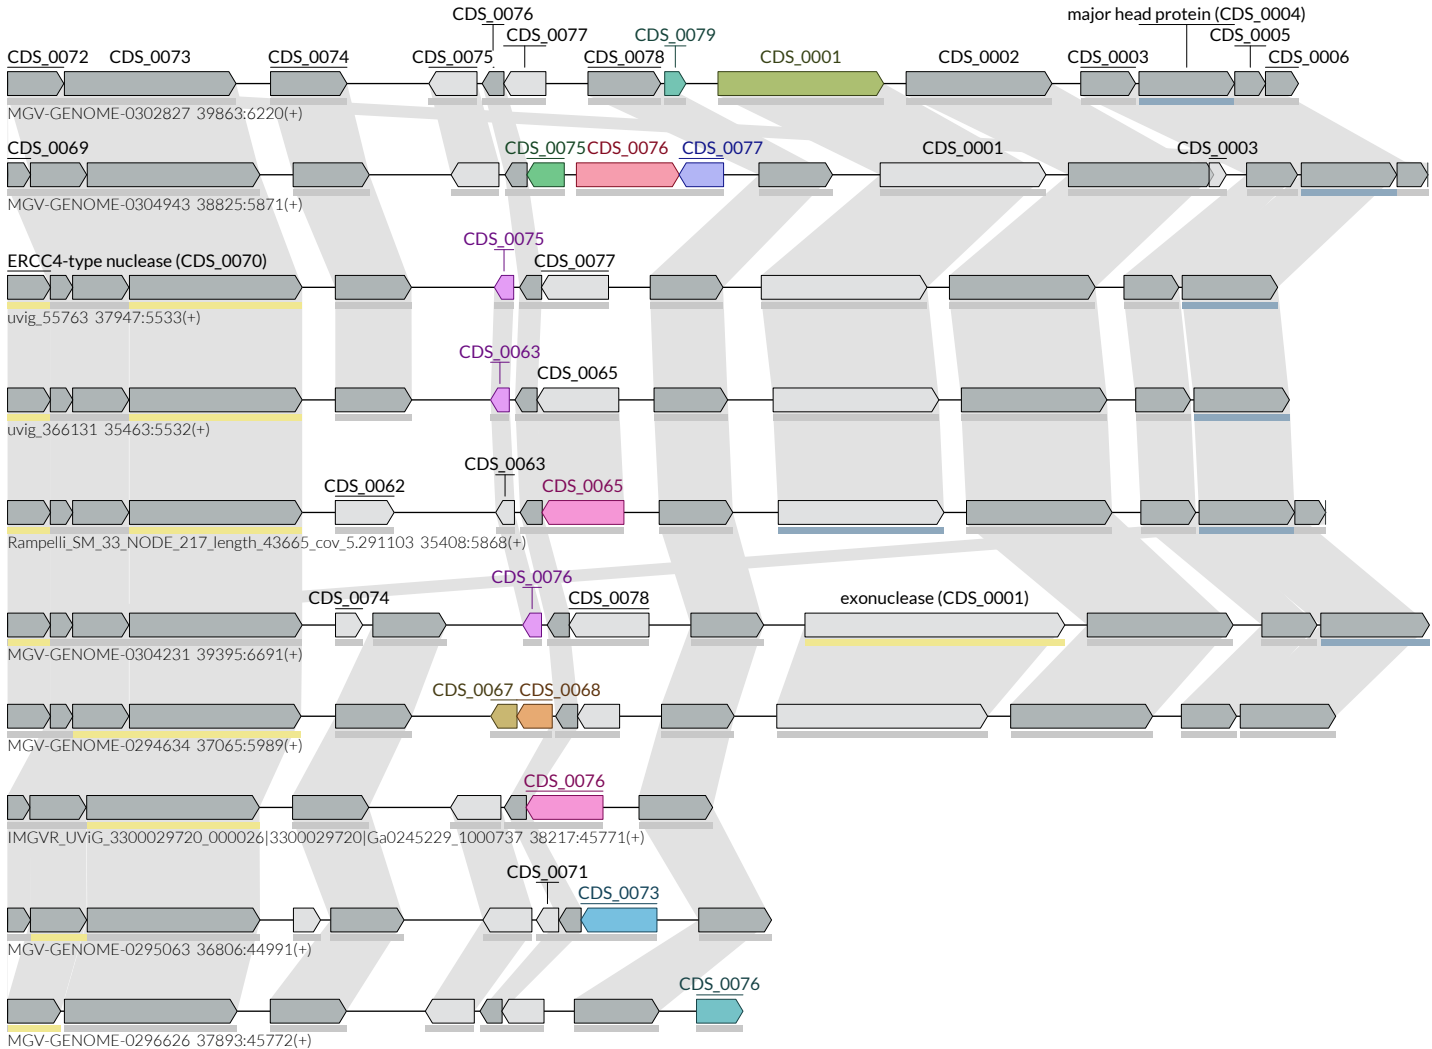 CDS_0076
major head protein (CDS_0004)
CDS_0077 CDS_0079 CDS_0005
CDS_0072 CDS_0073 CDS_0074 CDS_0075 CDS_0078 CDS_0001 CDS_0002 CDS_0003 CDS_0006
MGV-GENOME-0302827 39863:6220(+)
CDS_0069 CDS_0075 CDS_0076 CDS_0077 CDS_0001 CDS_0003
MGV-GENOME-0304943 38825:5871(+)
CDS_0075
ERCC4-type nuclease (CDS_0070) CDS_0077
uvig_55763 37947:5533(+)
CDS_0063
CDS_0065
uvig_366131 35463:5532(+)
CDS_0063
CDS_0062 CDS_0065
Rampelli_SM_33_NODE_217_length_43665_cov_5.291103 35408:5868(+)
CDS_0076
CDS_0074 CDS_0078 exonuclease (CDS_0001)
MGV-GENOME-0304231 39395:6691(+)
CDS_0067 CDS_0068
MGV-GENOME-0294634 37065:5989(+)
CDS_0076
IMGVR_UViG_3300029720_000026|3300029720|Ga0245229_1000737 38217:45771(+)
CDS_0071
CDS_0073
MGV-GENOME-0295063 36806:44991(+)
CDS_0076
MGV-GENOME-0296626 37893:45772(+)